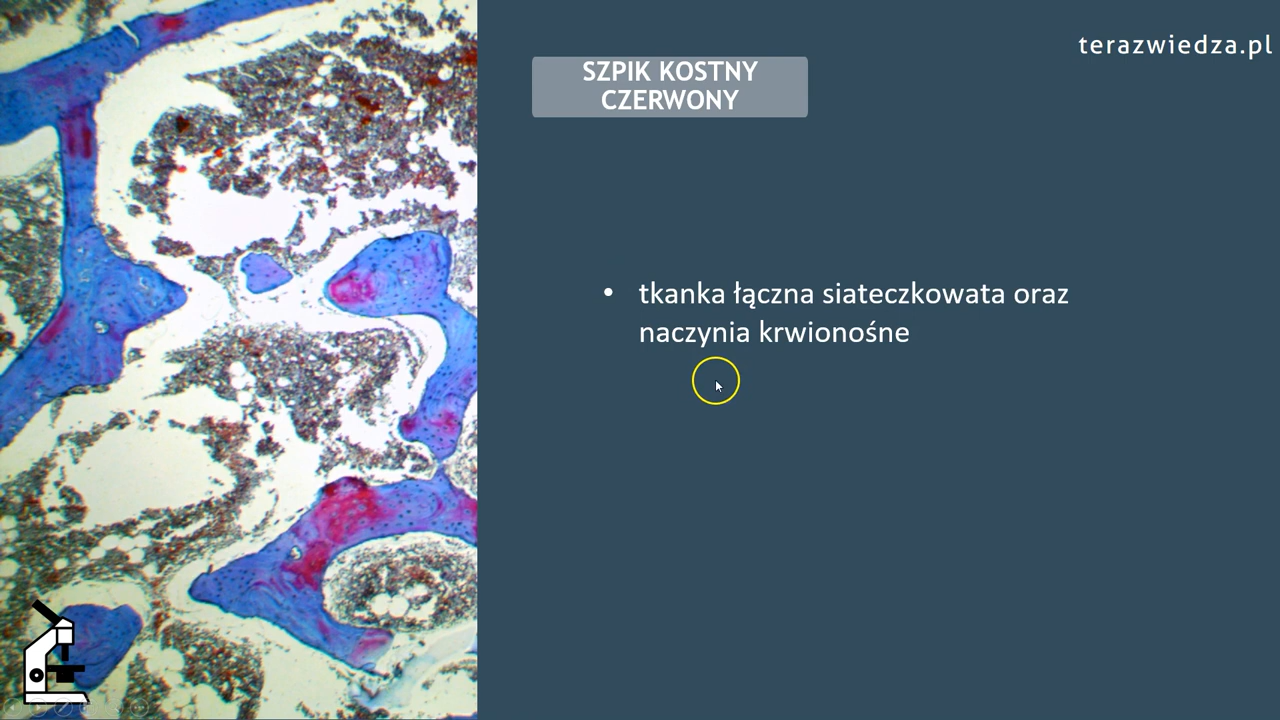 terazwiedza.pl
SZPIK KOSTNY
CZERWONY
• tkanka łączna siateczkowata oraz
naczynia krwionośne